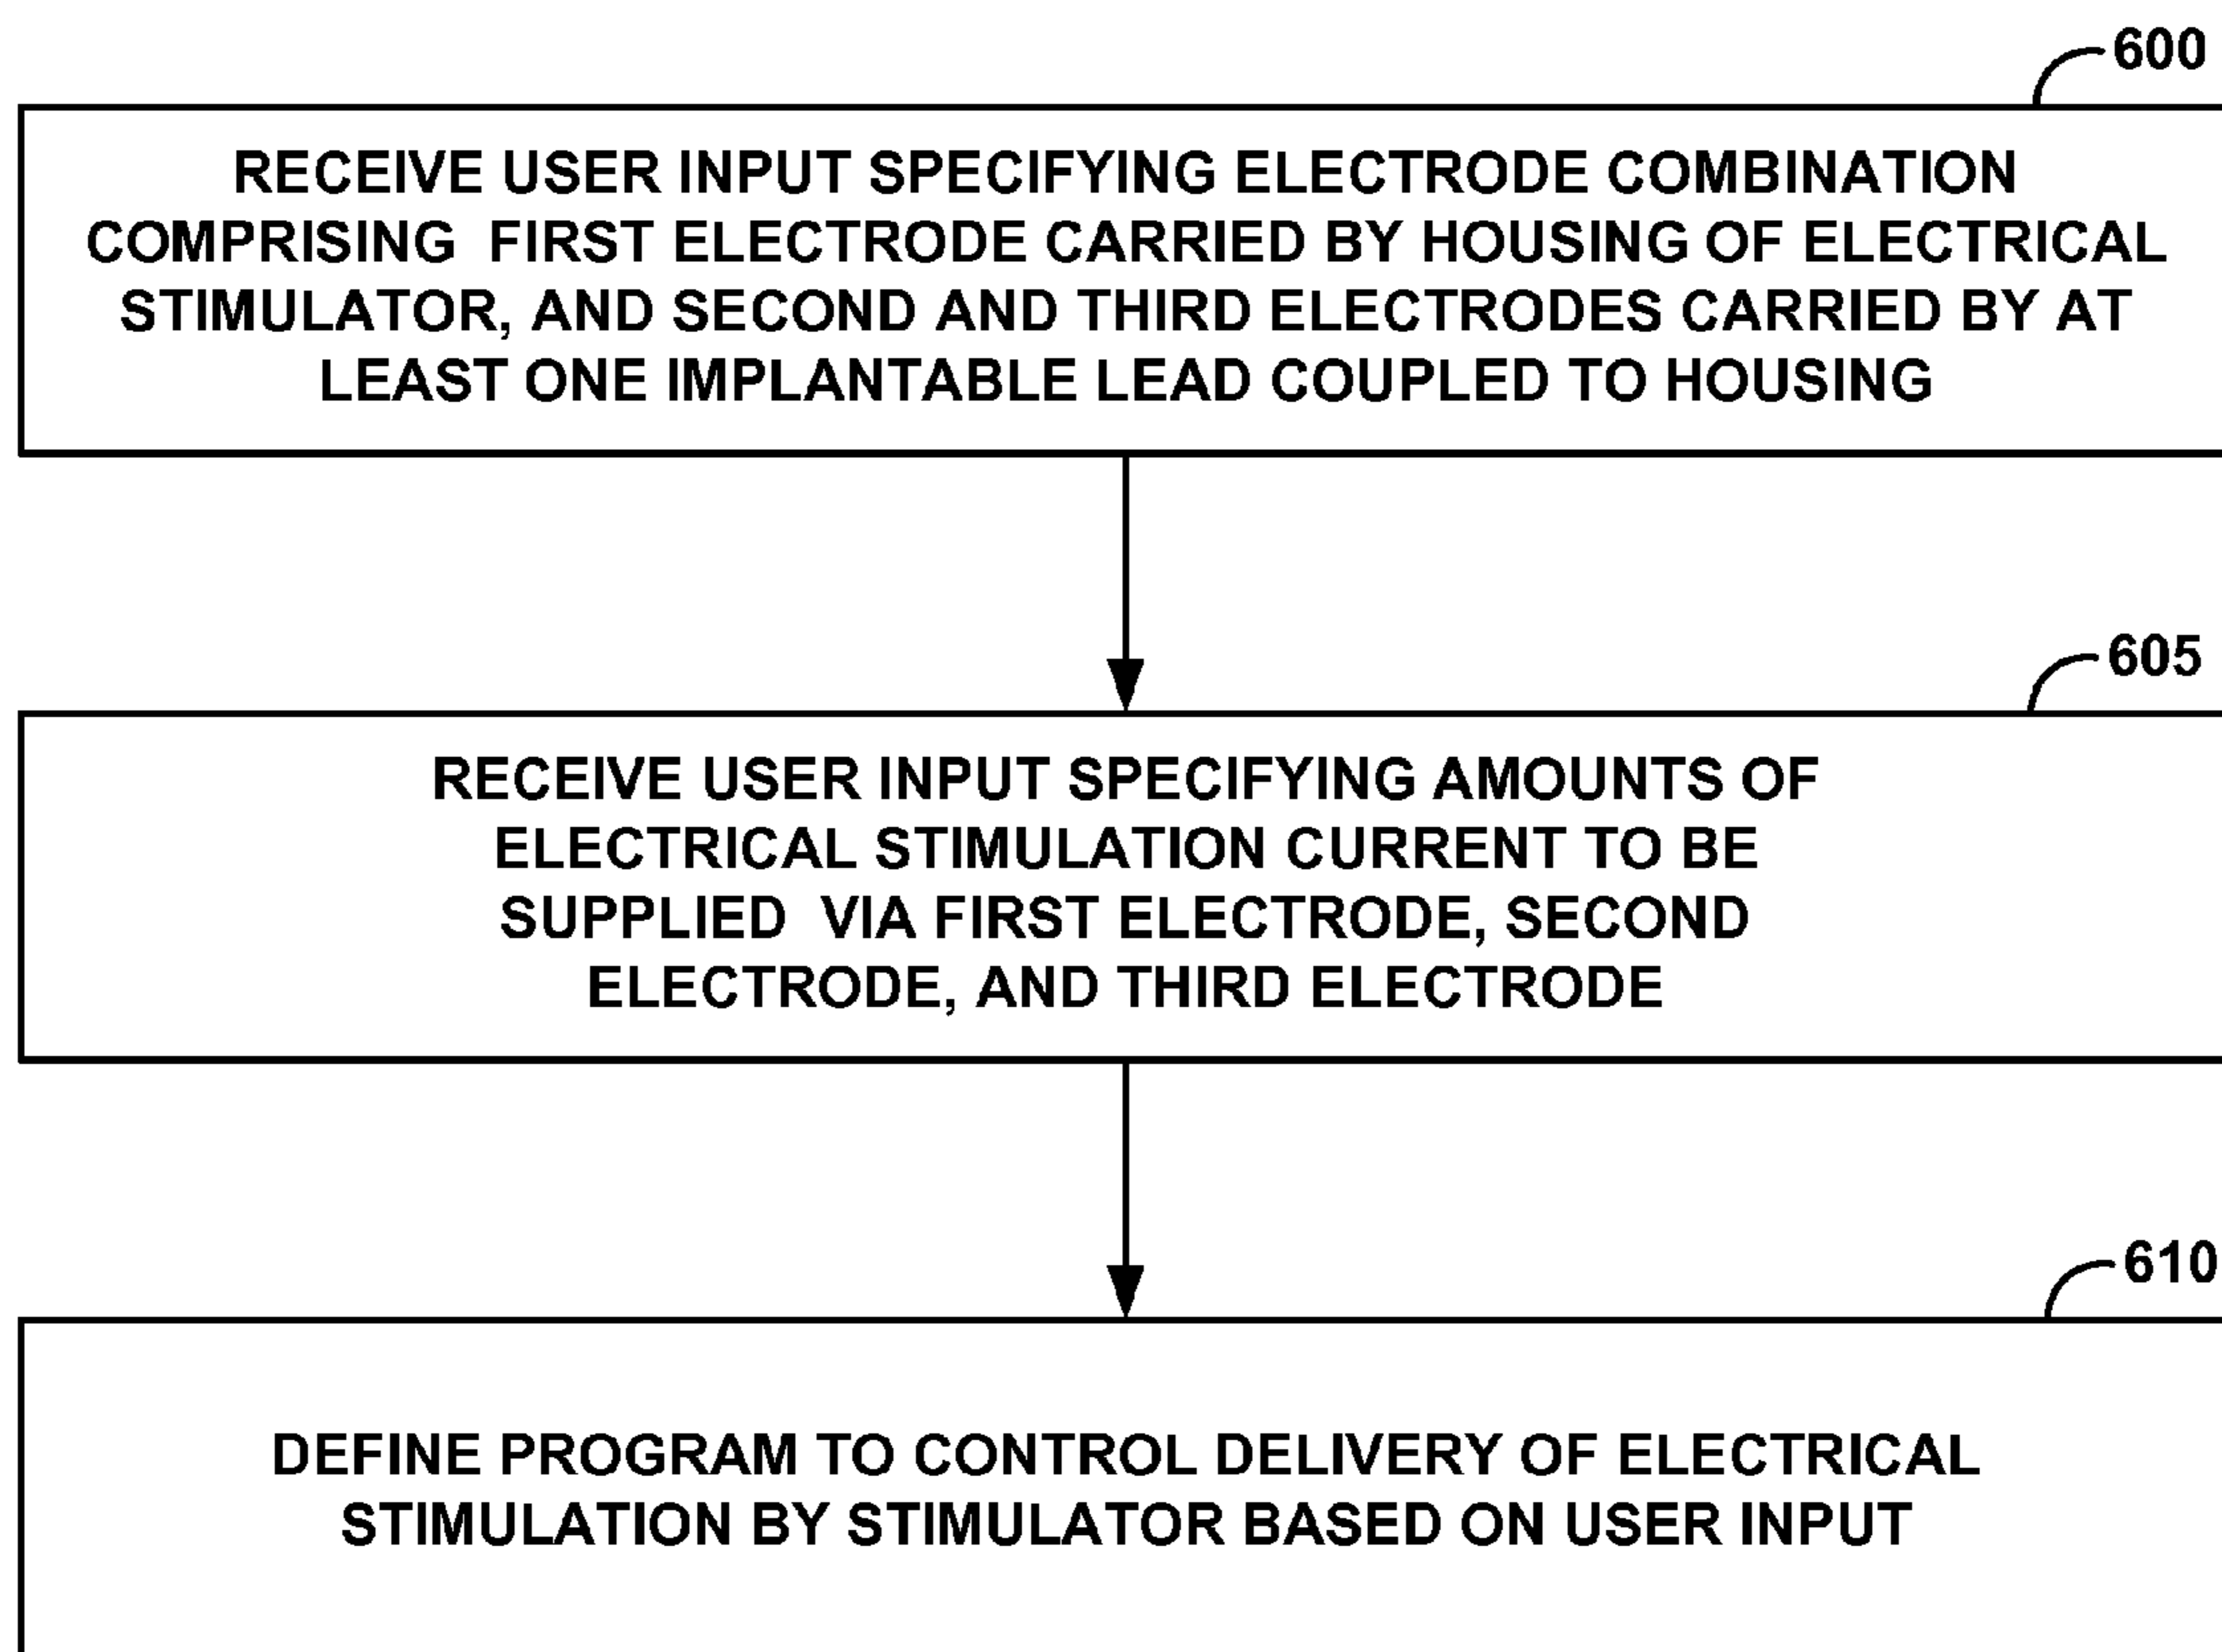 600
RECEIVE USER INPUT SPECIFYING ELECTRODE COMBINATION
COMPRISING FIRST ELECTRODE CARRIED BY HOUSING OF ELECTRICAL
STIMULATOR, AND SECOND AND THIRD ELECTRODES CARRIED BY AT
LEAST ONE IMPLANTABLE LEAD COUPLED TO HOUSING
605
RECEIVE USER INPUT SPECIFYING AMOUNTS OF
ELECTRICAL STIMULATION CURRENT TO BE
SUPPLIED VIA FIRST ELECTRODE, SECOND
ELECTRODE, AND THIRD ELECTRODE
610
DEFINE PROGRAM TO CONTROL DELIVERY OF ELECTRICAL
STIMULATION BY STIMULATOR BASED ON USER INPUT